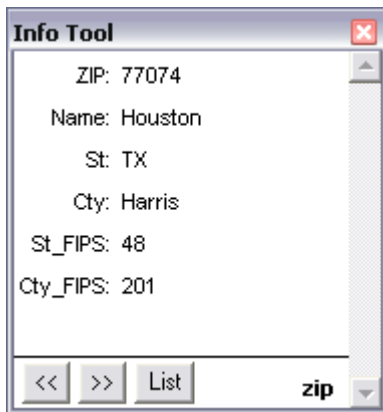 Info Tool
ZIP: 77074
Name: Houston
St: TX
Cty: Harris
St_FIPS: 48
Cty_FIPS: 201
<< >> List zip